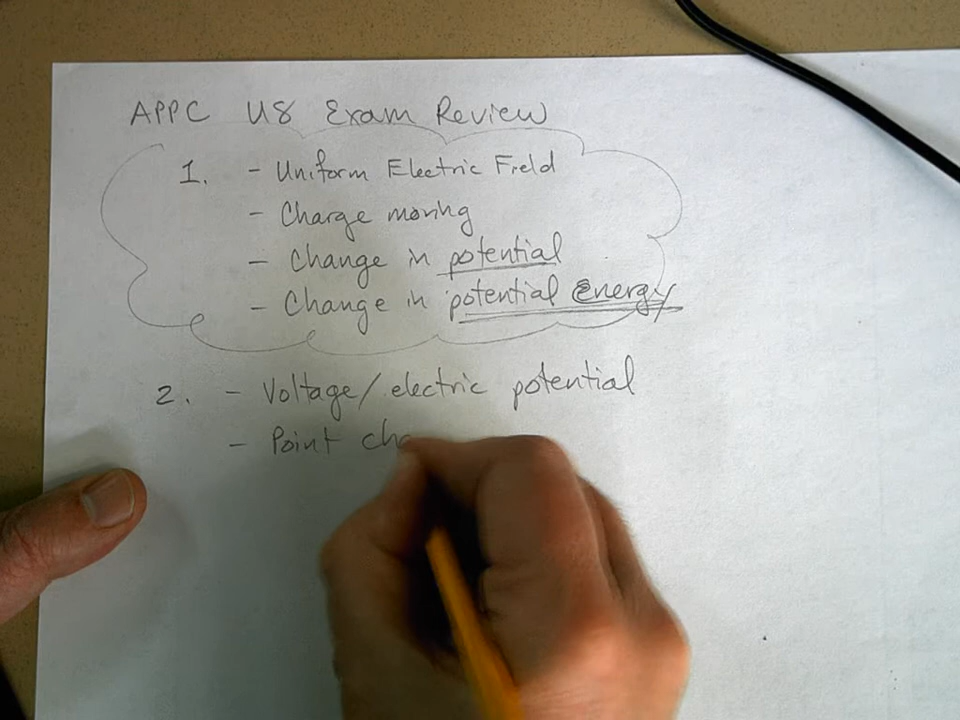 APPC U8 Exam Review
1. - Uniform Electric Field
- Charge moving
- Change in potential
- Change in potential Energy
2. - Voltage/electric potential
- Point cha